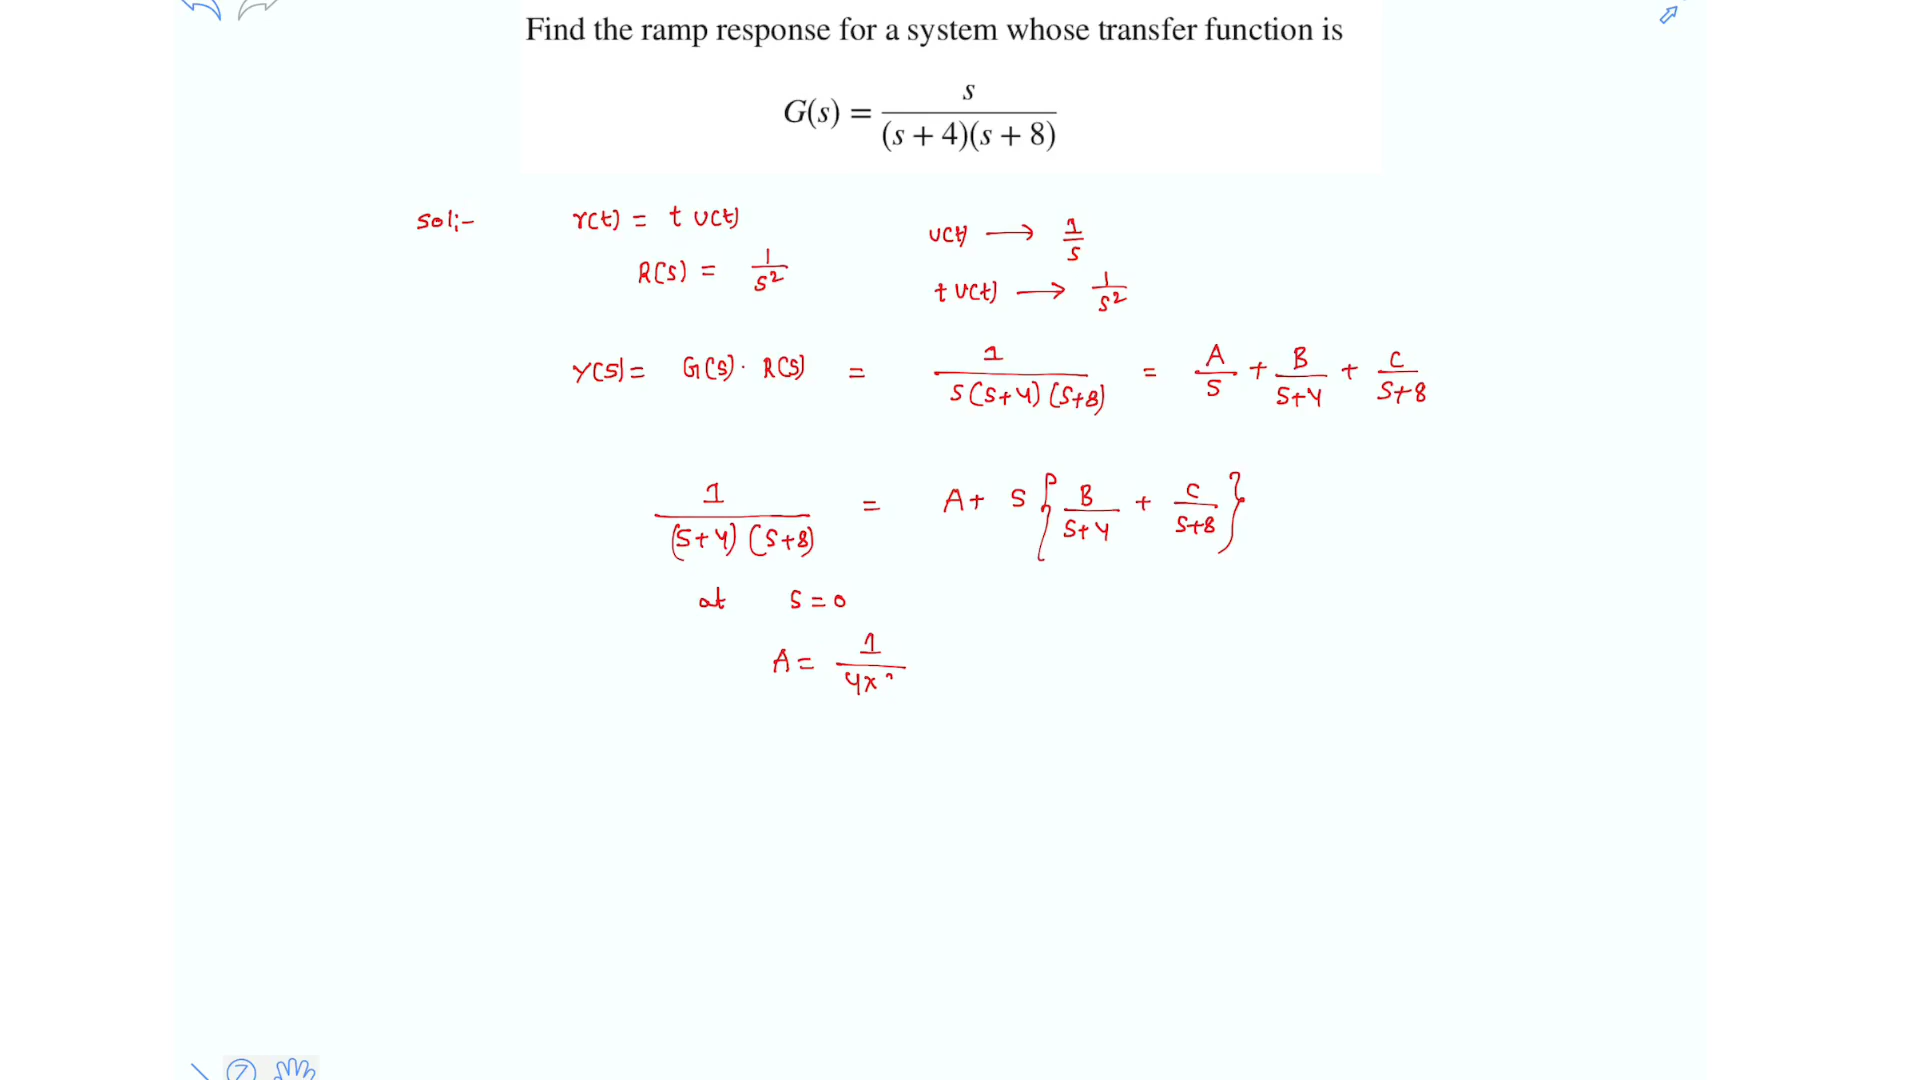 Find the ramp response for a system whose transfer function is
G(s) = s / (s + 4)(s + 8)
Sol:-
r(t) = t u(t)
u(t) → 1/s
R(s) = 1/s²
t u(t) → 1/s²
Y(s) = G(s) · R(s) = 1 / s(s+4)(s+8) = A/s + B/s+4 + C/s+8
1 / (s+4)(s+8) = A + s { B/s+4 + C/s+8 }
at s = 0
A = 1 / 4x
7